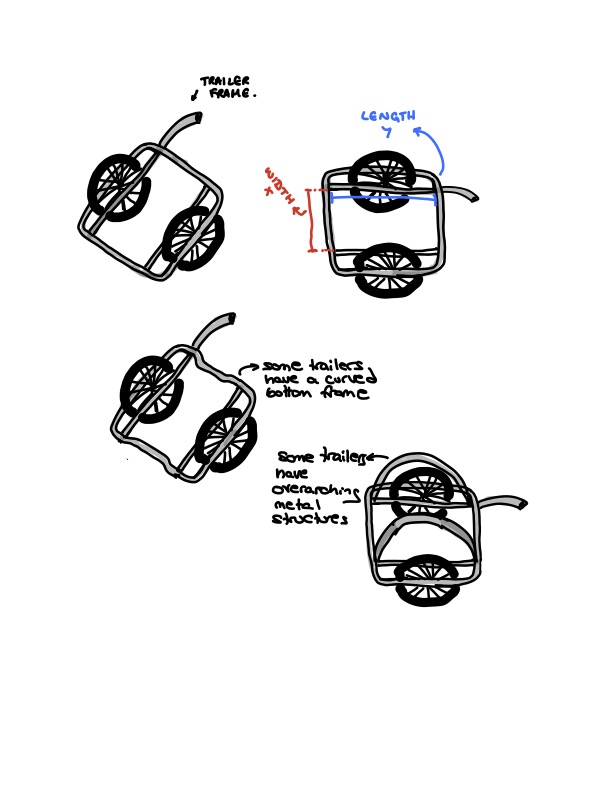 TRAILER
FRAME.
LENGTH
Y
WIDTH
X
some trailers
have a curved
bottom frame
some trailers
have
overarching
metal
structures